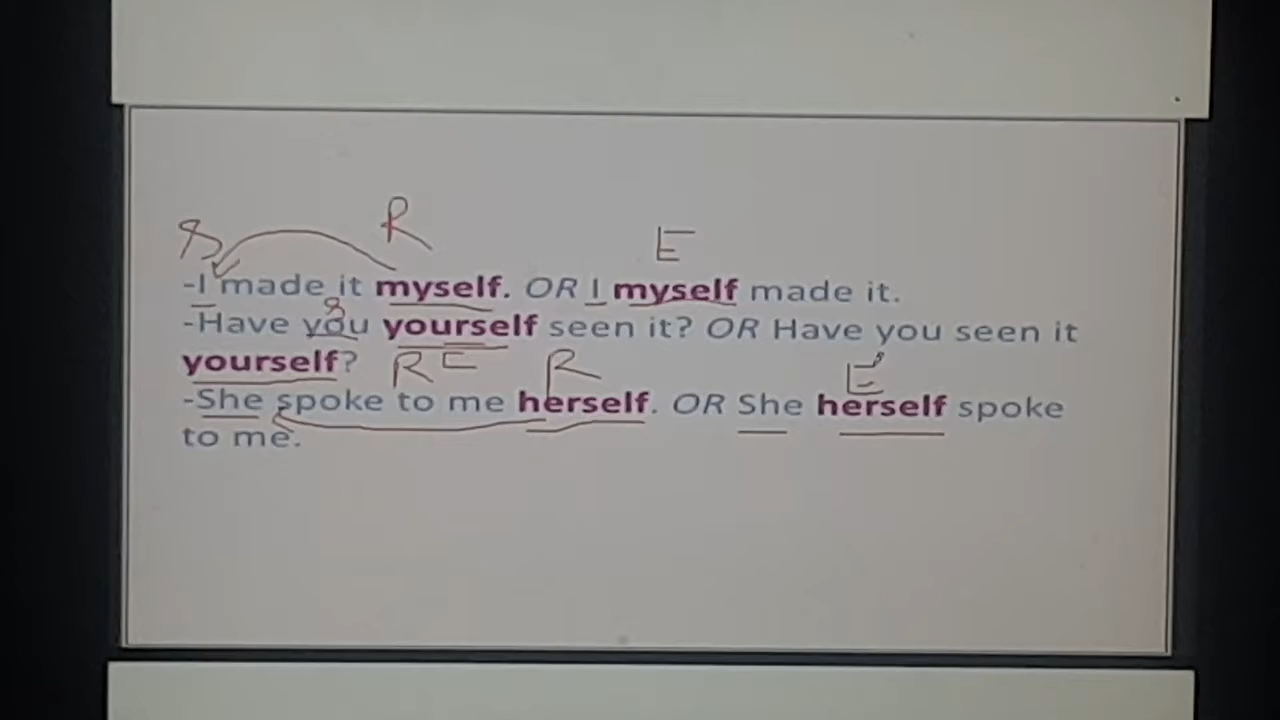 S R E
-I made it myself. OR I myself made it.
-Have you yourself seen it? OR Have you seen it
yourself?
R E R E
-She spoke to me herself. OR She herself spoke
to me.